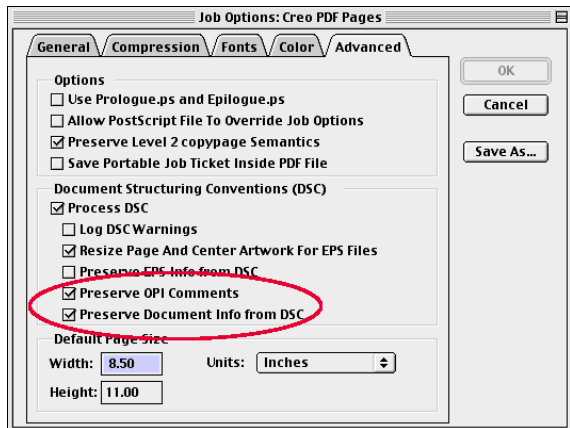 Job Options: Creo PDF Pages
General Compression Fonts Color Advanced
OK
Cancel
Save As...
Options
Use Prologue.ps and Epilogue.ps
Allow PostScript File To Override Job Options
Preserve Level 2 copypage Semantics
Save Portable Job Ticket Inside PDF File
Document Structuring Conventions (DSC)
Process DSC
Log DSC Warnings
Resize Page And Center Artwork For EPS Files
Preserve EPS Info from DSC
Preserve OPI Comments
Preserve Document Info from DSC
Default Page Size
Width: 8.50 Units: Inches
Height: 11.00